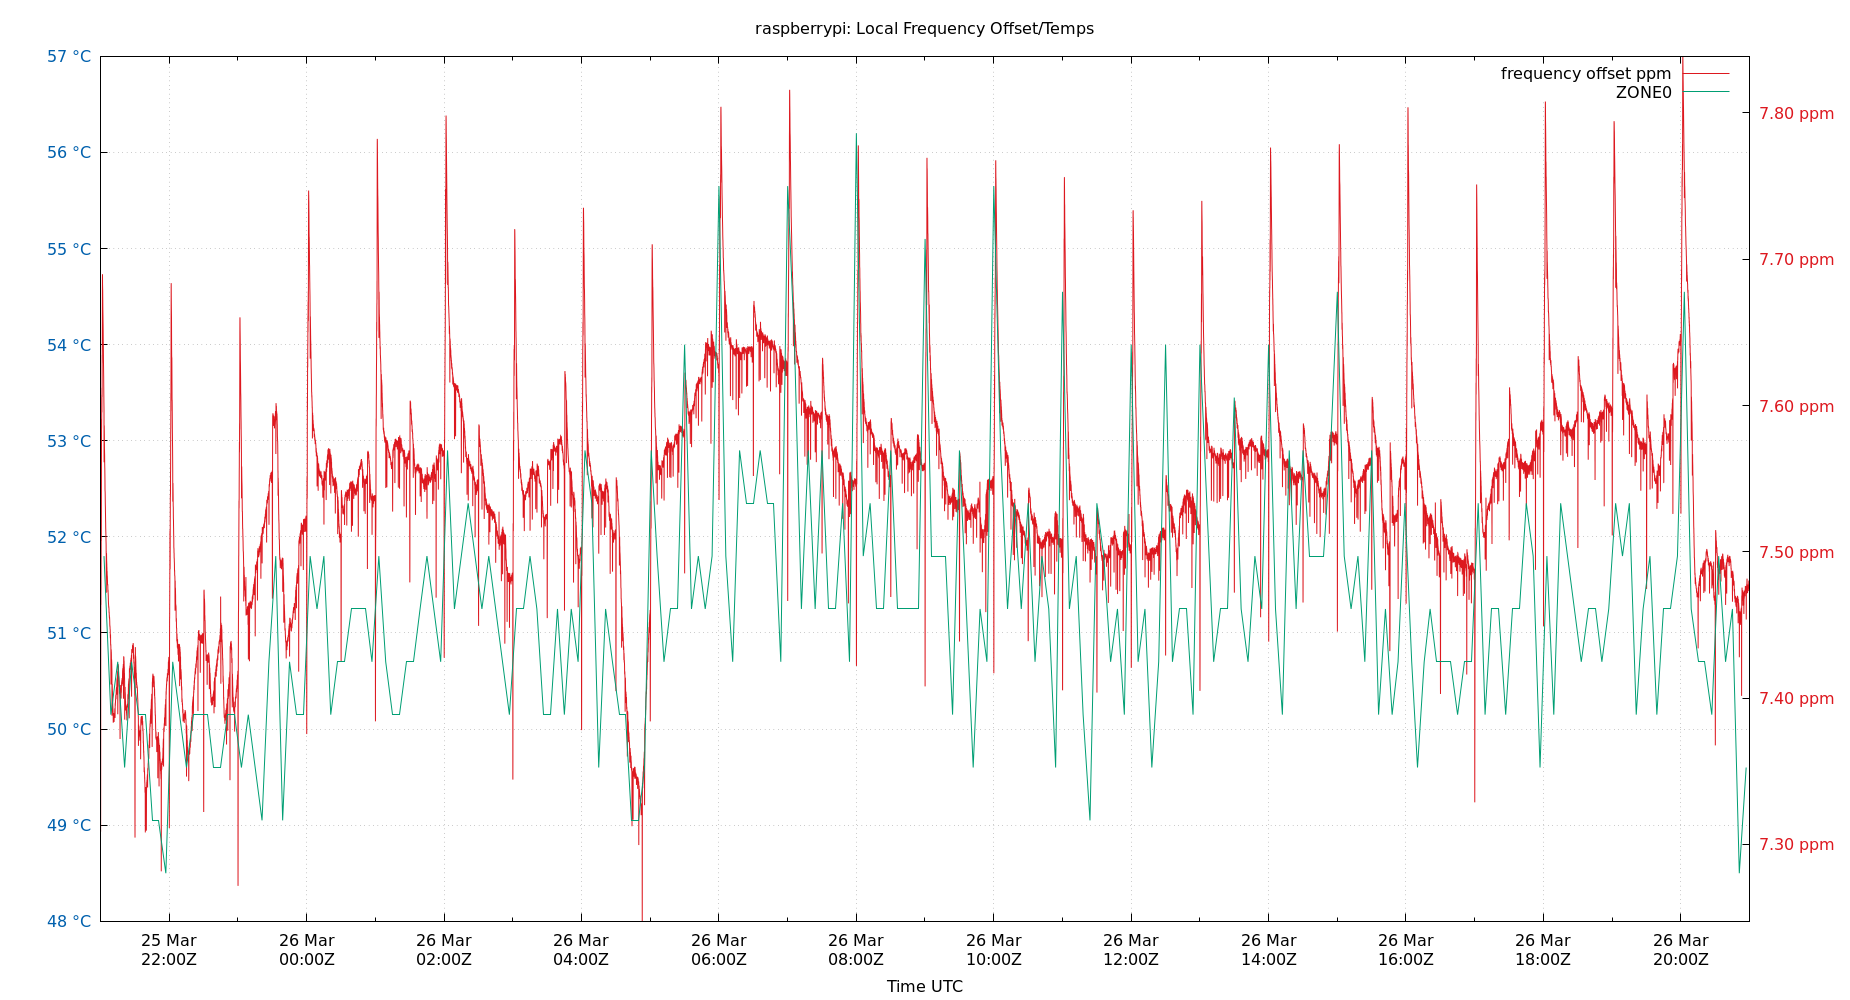 raspberrypi: Local Frequency Offset/Temps
57 °C
56 °C
55 °C
54 °C
53 °C
52 °C
51 °C
50 °C
49 °C
48 °C
frequency offset ppm
ZONE0
7.80 ppm
7.70 ppm
7.60 ppm
7.50 ppm
7.40 ppm
7.30 ppm
25 Mar
22:00Z
26 Mar
00:00Z
26 Mar
02:00Z
26 Mar
04:00Z
26 Mar
06:00Z
26 Mar
08:00Z
26 Mar
10:00Z
26 Mar
12:00Z
26 Mar
14:00Z
26 Mar
16:00Z
26 Mar
18:00Z
26 Mar
20:00Z
Time UTC